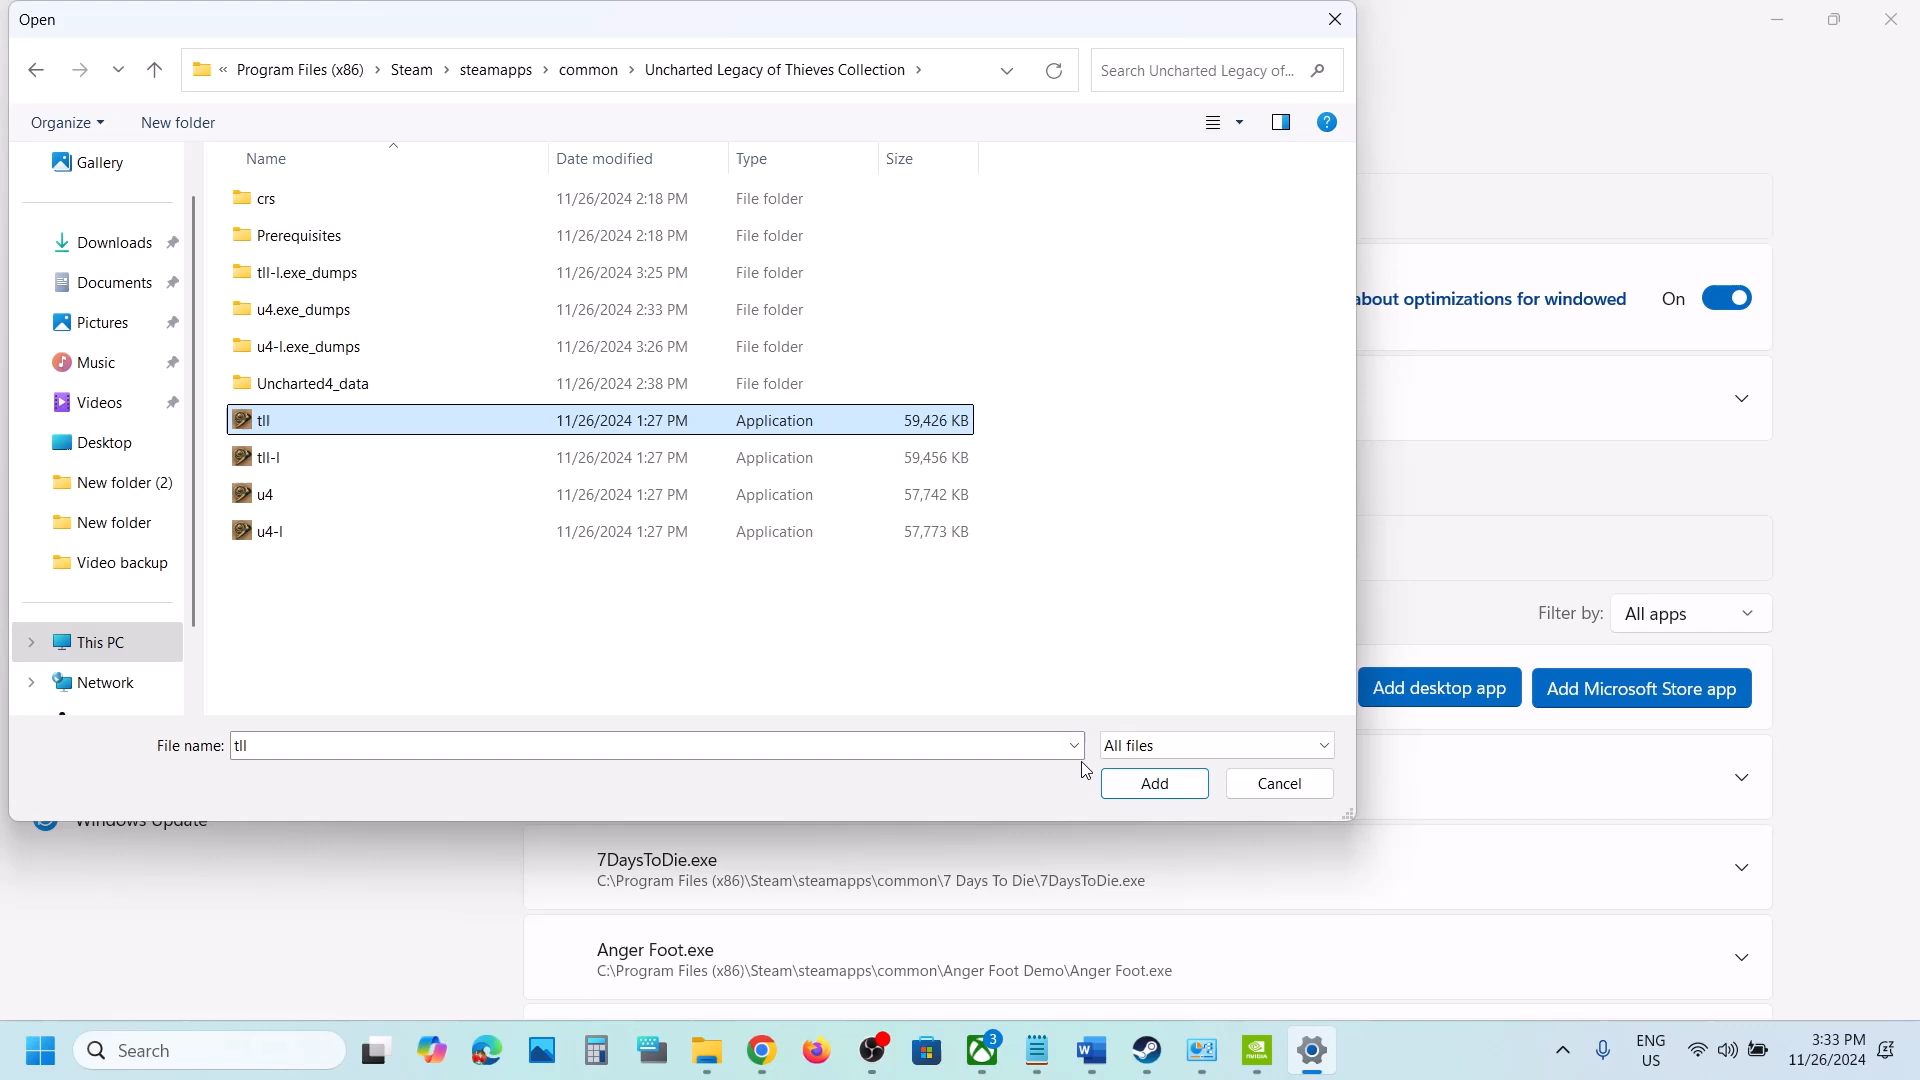 Open
« Program Files (x86) › Steam › steamapps › common › Uncharted Legacy of Thieves Collection ›
Search Uncharted Legacy of...
Organize
New folder
Gallery
Downloads
Documents
Pictures
Music
Videos
Desktop
New folder (2)
New folder
Video backup
This PC
Network
Name Date modified Type Size
crs 11/26/2024 2:18 PM File folder
Prerequisites 11/26/2024 2:18 PM File folder
tll-l.exe_dumps 11/26/2024 3:25 PM File folder
u4.exe_dumps 11/26/2024 2:33 PM File folder
u4-l.exe_dumps 11/26/2024 3:26 PM File folder
Uncharted4_data 11/26/2024 2:38 PM File folder
tll 11/26/2024 1:27 PM Application 59,426 KB
tll-l 11/26/2024 1:27 PM Application 59,456 KB
u4 11/26/2024 1:27 PM Application 57,742 KB
u4-l 11/26/2024 1:27 PM Application 57,773 KB
File name: tll
All files
Add
Cancel
about optimizations for windowed
On
Filter by: All apps
Add desktop app
Add Microsoft Store app
Windows Update
7DaysToDie.exe
C:\Program Files (x86)\Steam\steamapps\common\7 Days To Die\7DaysToDie.exe
Anger Foot.exe
C:\Program Files (x86)\Steam\steamapps\common\Anger Foot Demo\Anger Foot.exe
Search
3
NVIDIA
ENG
US
3:33 PM
11/26/2024